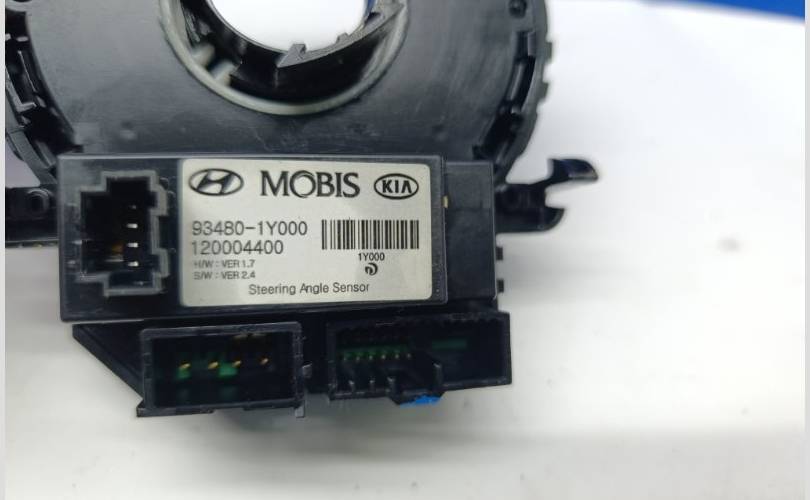 MOBIS KIA
93480-1Y000
120004400
H/W : VER 1.7
S/W : VER 2.4
1Y000
Steering Angle Sensor